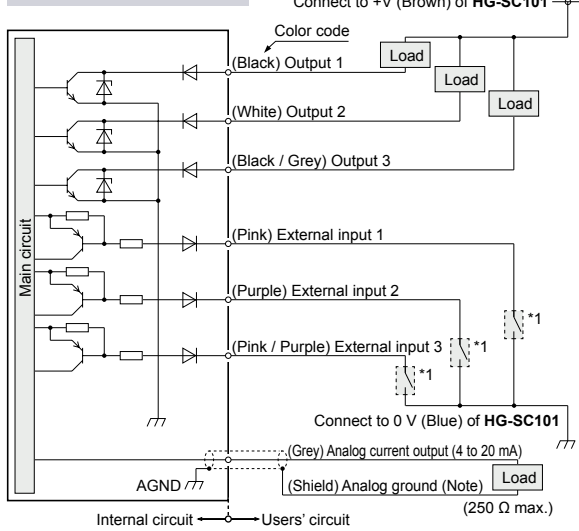 Connect to +V (Brown) of HG-SC101
Color code
(Black) Output 1
Load
Load
(White) Output 2
Load
(Black / Grey) Output 3
Main circuit
(Pink) External input 1
(Purple) External input 2
*1
(Pink / Purple) External input 3
*1
*1
Connect to 0 V (Blue) of HG-SC101
(Grey) Analog current output (4 to 20 mA)
AGND
(Shield) Analog ground (Note)
Load
(250 Ω max.)
Internal circuit
Users' circuit